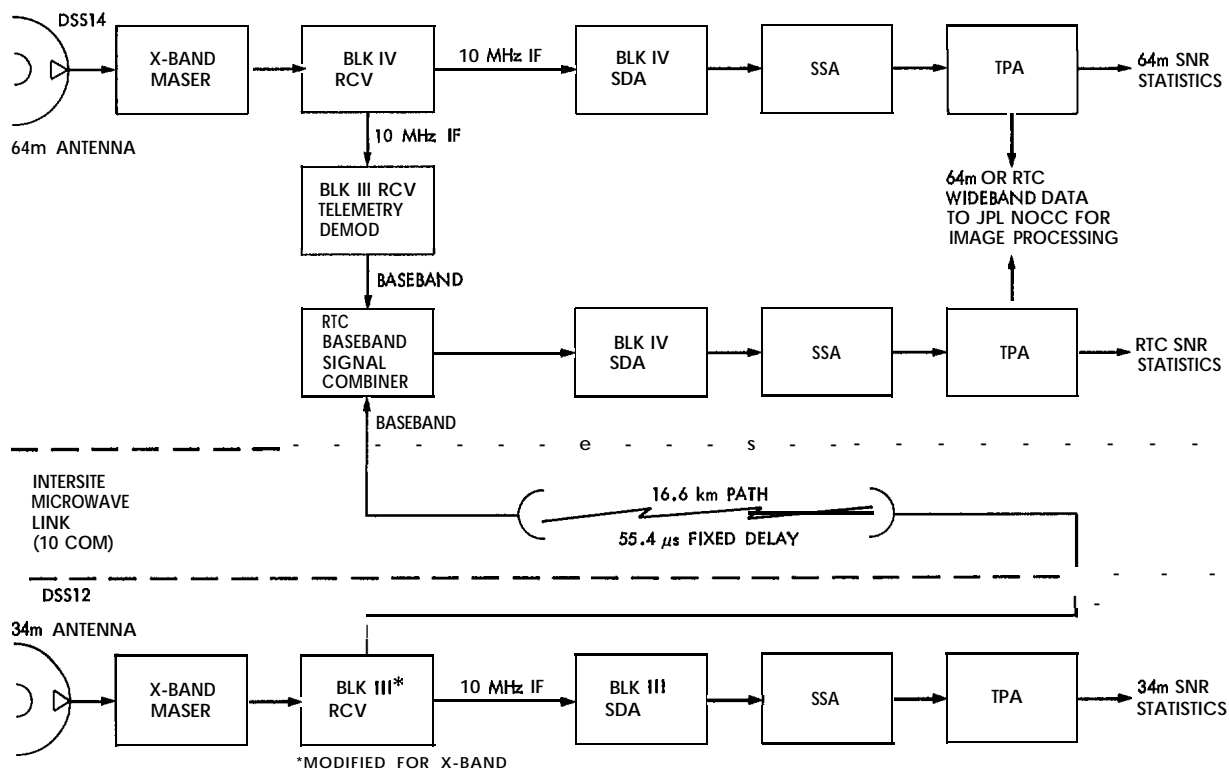 DSS14
X-BAND
MASER
BLK IV
RCV
10 MHz IF
BLK IV
SDA
SSA
TPA
64m SNR
STATISTICS
64m ANTENNA
10 MHz IF
BLK III RCV
TELEMETRY
DEMOD
64m OR RTC
WIDEBAND DATA
TO JPL NOCC FOR
IMAGE PROCESSING
BASEBAND
RTC
BASEBAND
SIGNAL
COMBINER
BLK IV
SDA
SSA
TPA
RTC SNR
STATISTICS
BASEBAND
e s
INTERSITE
MICROWAVE
LINK
(10 COM)
16.6 km PATH
55.4 μs FIXED DELAY
DSS12
34m ANTENNA
X-BAND
MASER
BLK III*
RCV
10 MHz IF
BLK III
SDA
SSA
TPA
34m SNR
STATISTICS
*MODIFIED FOR X-BAND